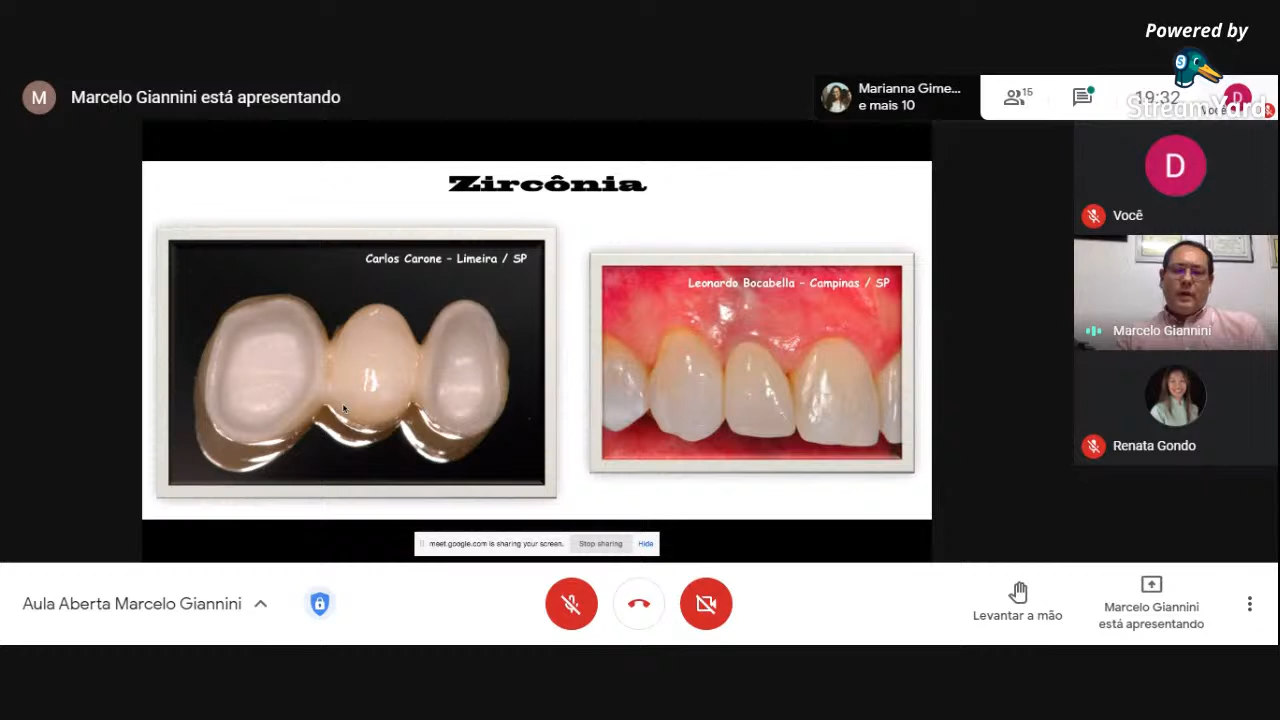 Powered by
StreamYard
M
Marcelo Giannini está apresentando
Marianna Gime...
e mais 10
15
19:32
D
Você
Zircônia
Carlos Carone - Limeira / SP
Leonardo Bocabella - Campinas / SP
D
Você
Marcelo Giannini
Renata Gondo
meet.google.com is sharing your screen.
Stop sharing
Hide
Aula Aberta Marcelo Giannini
Levantar a mão
Marcelo Giannini
está apresentando